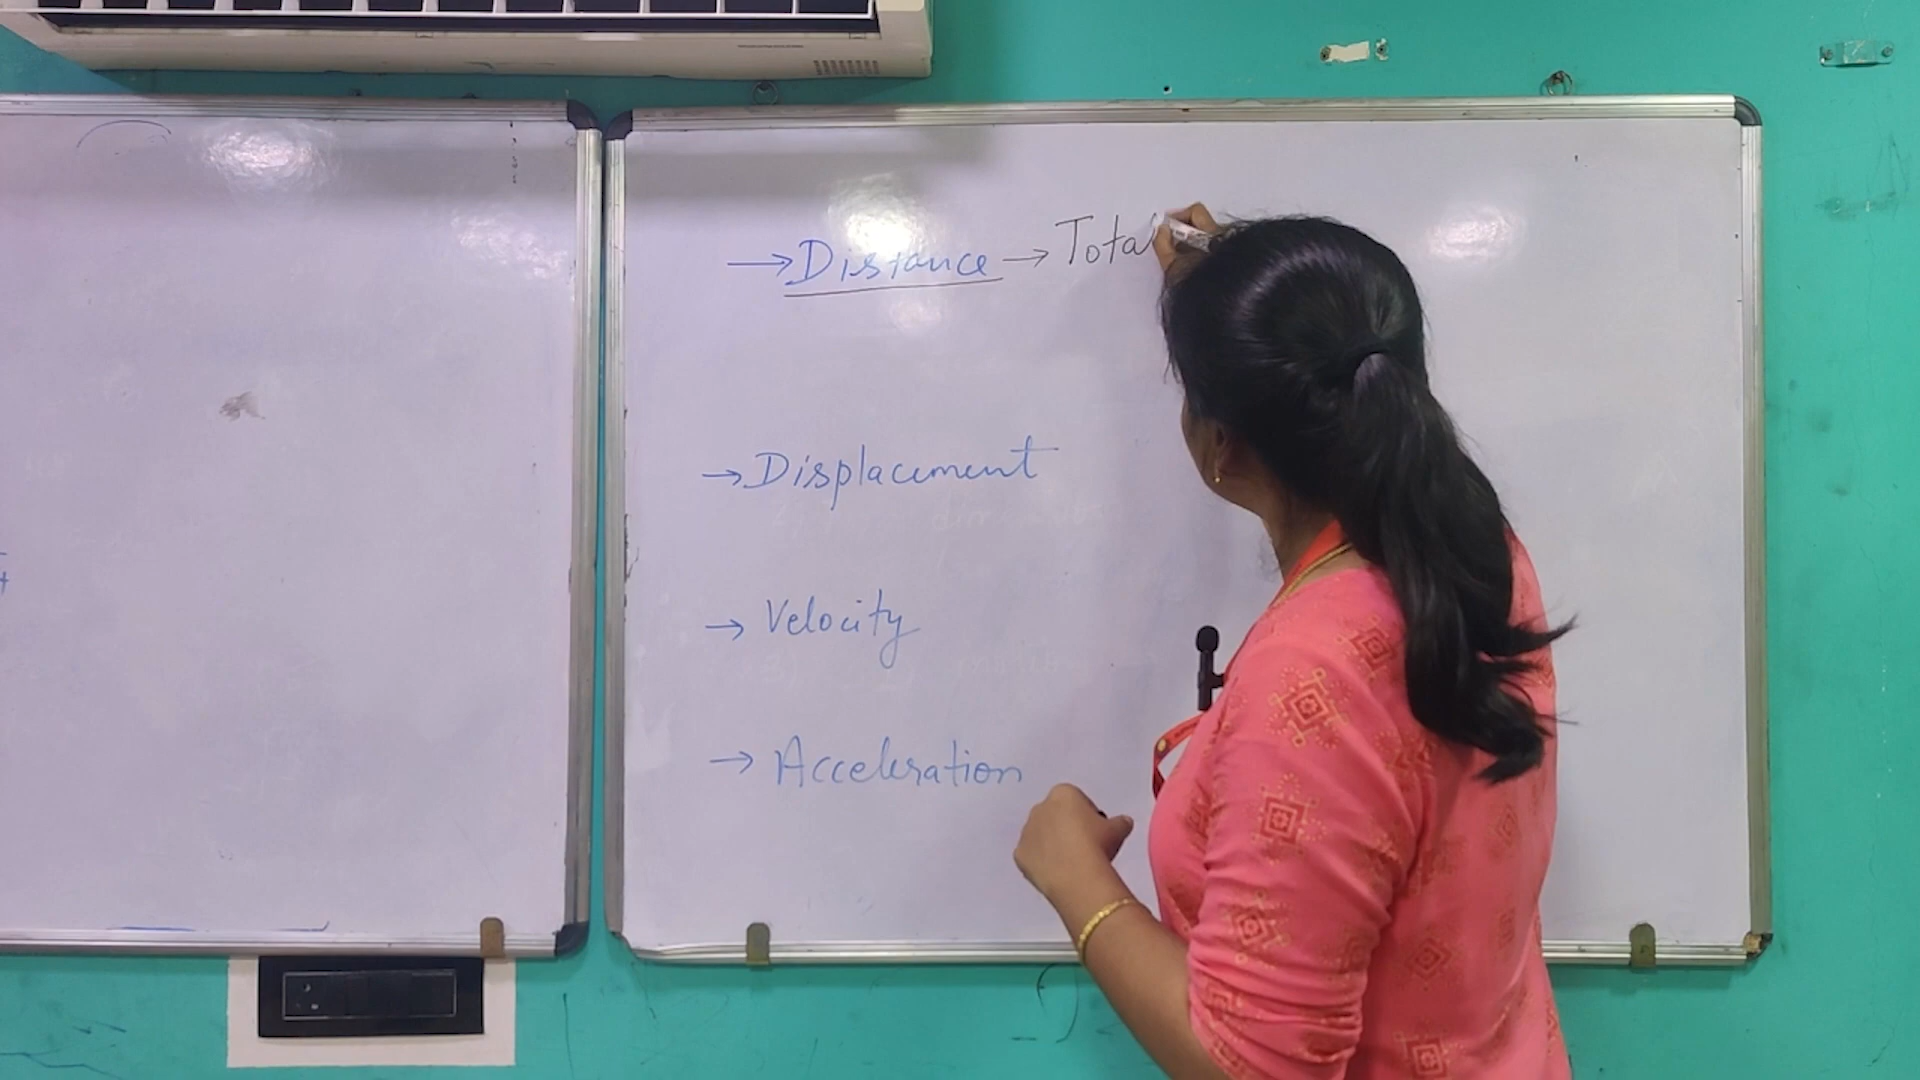 → Distance → Total
→ Displacement
→ Velocity
→ Acceleration